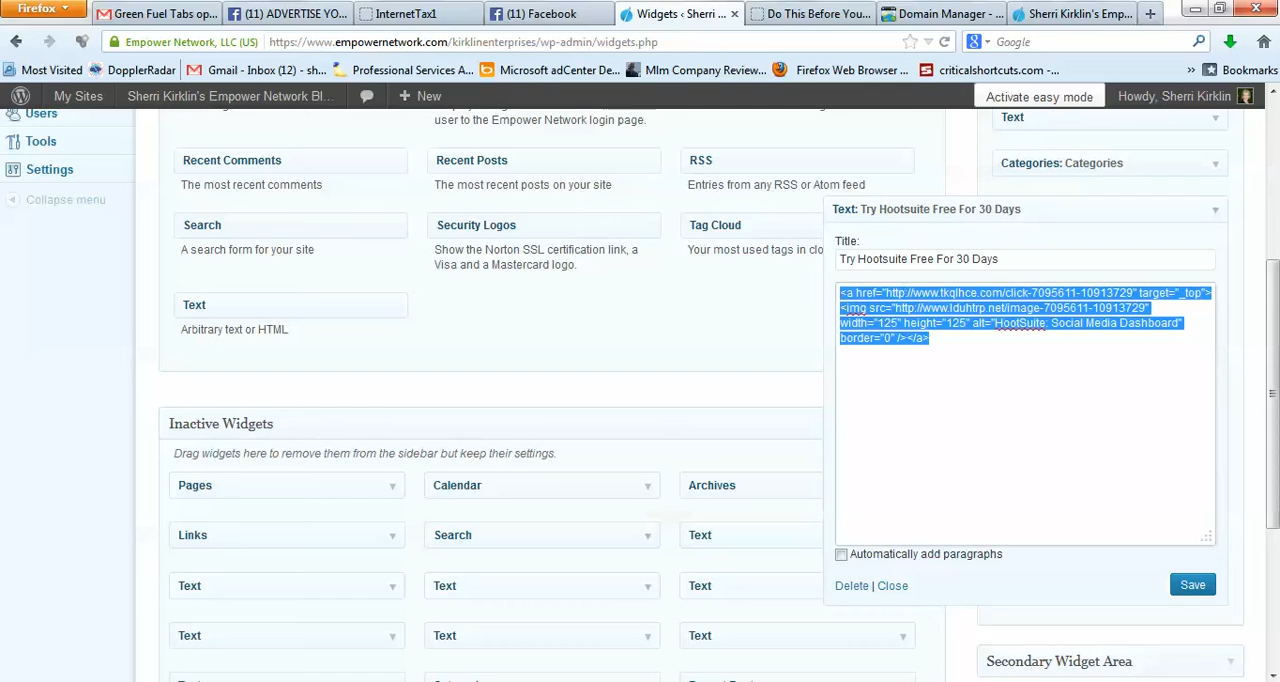 Firefox
Green Fuel Tabs op...
(11) ADVERTISE YO...
InternetTax1
(11) Facebook
Widgets ‹ Sherri ...
Do This Before You...
Domain Manager - ...
Sherri Kirklin's Emp...
Empower Network, LLC (US)
https://www.empowernetwork.com/kirklinenterprises/wp-admin/widgets.php
Google
Most Visited
DopplerRadar
Gmail - Inbox (12) - sh...
Professional Services A...
Microsoft adCenter De...
Mlm Company Review...
Firefox Web Browser ...
criticalshortcuts.com -...
»
Bookmarks
My Sites
Sherri Kirklin's Empower Network Bl...
+ New
Activate easy mode
Howdy, Sherri Kirklin
Users
Tools
Settings
Collapse menu
user to the Empower Network login page.
Recent Comments
The most recent comments
Recent Posts
The most recent posts on your site
RSS
Entries from any RSS or Atom feed
Search
A search form for your site
Security Logos
Show the Norton SSL certification link, a
Visa and a Mastercard logo.
Tag Cloud
Your most used tags in clo
Text
Arbitrary text or HTML
Inactive Widgets
Drag widgets here to remove them from the sidebar but keep their settings.
Pages
Calendar
Archives
Links
Search
Text
Text
Text
Text
Text
Text
Text
Text
Categories: Categories
Text: Try Hootsuite Free For 30 Days
Title:
Try Hootsuite Free For 30 Days
<a href="http://www.tkqlhce.com/click-7095611-10913729" target="_top">
<img src="http://www.lduhtrp.net/image-7095611-10913729"
width="125" height="125" alt="HootSuite: Social Media Dashboard"
border="0" /></a>
Automatically add paragraphs
Delete | Close
Save
Secondary Widget Area